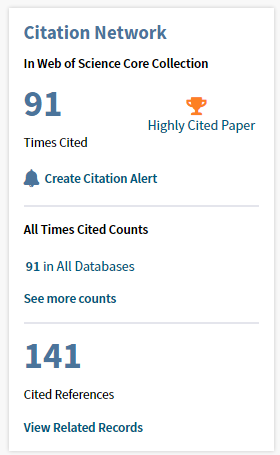 Citation Network
In Web of Science Core Collection
91
Highly Cited Paper
Times Cited
Create Citation Alert
All Times Cited Counts
91 in All Databases
See more counts
141
Cited References
View Related Records